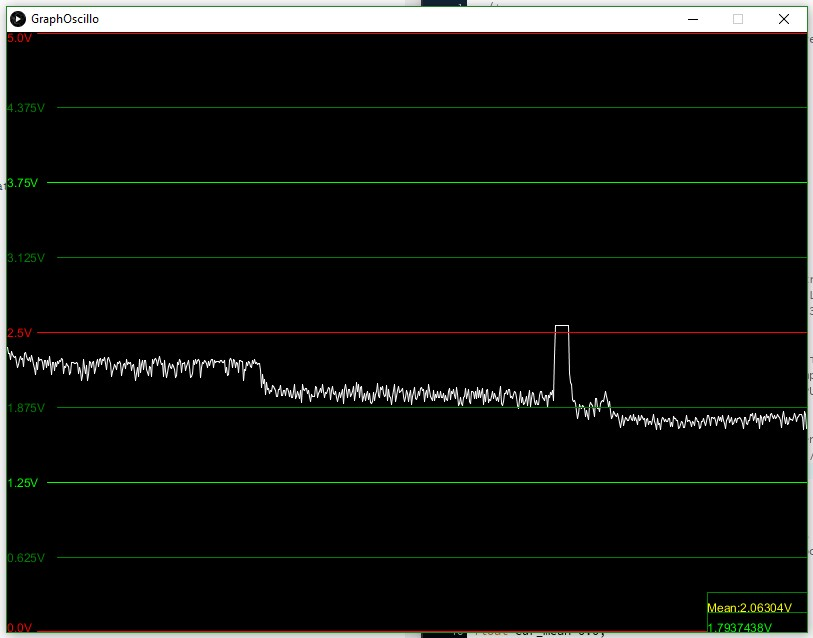 GraphOscillo
5.0V
4.375V
3.75V
3.125V
2.5V
1.875V
1.25V
0.625V
Mean:2.06304V
0.0V
1.7937438V